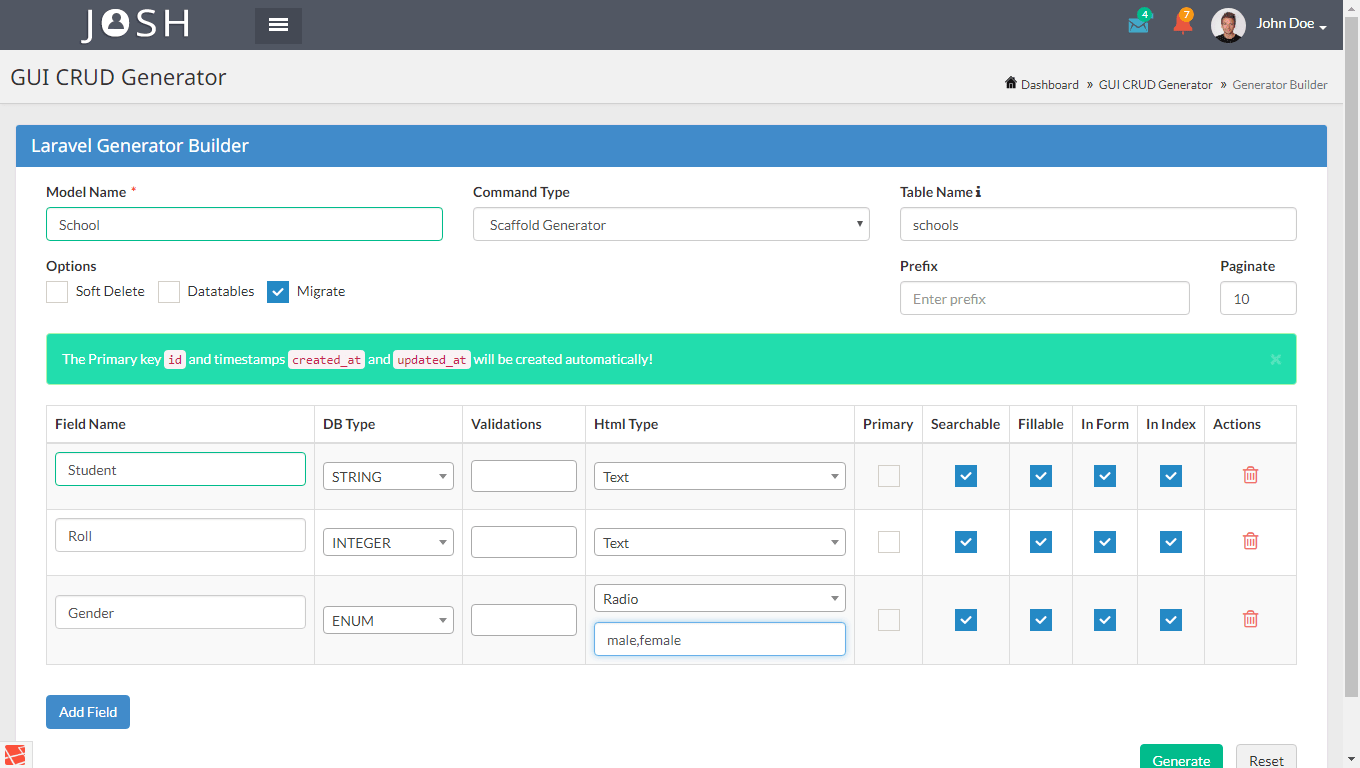 JOSH
4
7
John Doe
GUI CRUD Generator
Dashboard » GUI CRUD Generator » Generator Builder
Laravel Generator Builder
Model Name * Command Type Table Name
School Scaffold Generator schools
Options Prefix Paginate
Soft Delete Datatables Migrate Enter prefix 10
The Primary key id and timestamps created_at and updated_at will be created automatically! ×
Field Name DB Type Validations Html Type Primary Searchable Fillable In Form In Index Actions
Student STRING Text
Roll INTEGER Text
Gender ENUM Radio
male,female
Add Field
Generate Reset